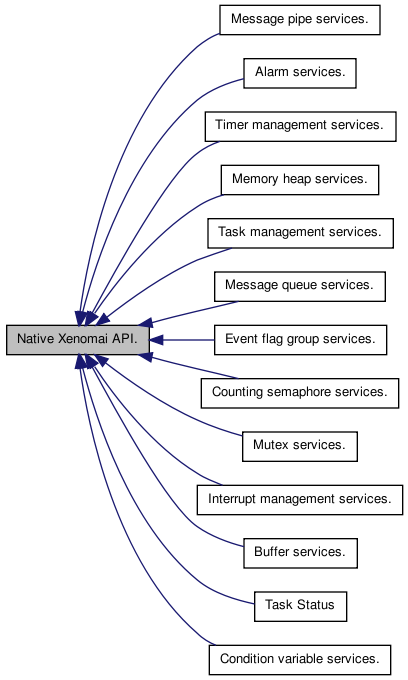 Message pipe services.
Alarm services.
Timer management services.
Memory heap services.
Task management services.
Message queue services.
Native Xenomai API.
Event flag group services.
Counting semaphore services.
Mutex services.
Interrupt management services.
Buffer services.
Task Status
Condition variable services.